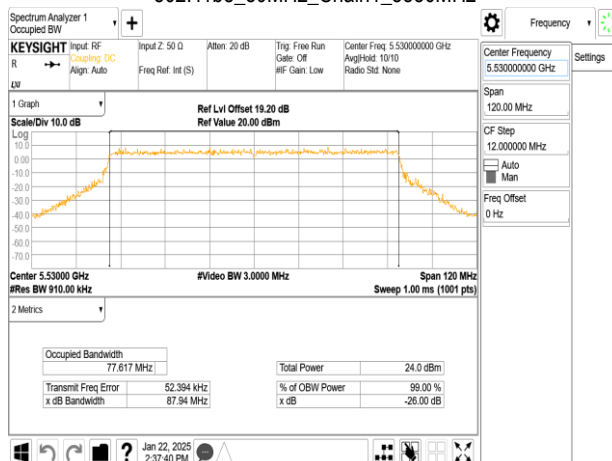 Spectrum Analyzer 1
Occupied BW
KEYSIGHT
R
LXI
Input: RF
Coupling: DC
Align: Auto
Input Z: 50 Ω
Freq Ref: Int (S)
Atten: 20 dB
Trig: Free Run
Gate: Off
#IF Gain: Low
Center Freq: 5.530000000 GHz
Avg|Hold: 10/10
Radio Std: None
1 Graph
Scale/Div 10.0 dB
Ref Lvl Offset 19.20 dB
Ref Value 20.00 dBm
Log
10.0
0.00
-10.0
-20.0
-30.0
-40.0
-50.0
-60.0
-70.0
Center 5.53000 GHz
#Res BW 910.00 kHz
#Video BW 3.0000 MHz
Span 120 MHz
Sweep 1.00 ms (1001 pts)
2 Metrics
Occupied Bandwidth
77.617 MHz
Total Power 24.0 dBm
Transmit Freq Error 52.394 kHz
% of OBW Power 99.00 %
x dB Bandwidth 87.94 MHz
x dB -26.00 dB
?
Jan 22, 2025
2:37:40 PM
Frequency
Center Frequency
5.530000000 GHz
Settings
Span
120.00 MHz
CF Step
12.000000 MHz
Auto
Man
Freq Offset
0 Hz